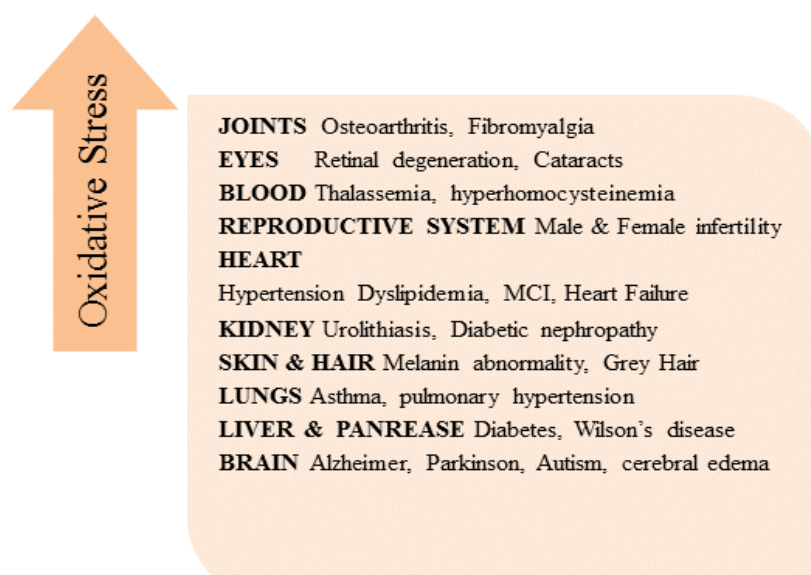 Oxidative Stress
JOINTS Osteoarthritis, Fibromyalgia
EYES Retinal degeneration, Cataracts
BLOOD Thalassemia, hyperhomocysteinemia
REPRODUCTIVE SYSTEM Male & Female infertility
HEART
Hypertension Dyslipidemia, MCI, Heart Failure
KIDNEY Urolithiasis, Diabetic nephropathy
SKIN & HAIR Melanin abnormality, Grey Hair
LUNGS Asthma, pulmonary hypertension
LIVER & PANREASE Diabetes, Wilson's disease
BRAIN Alzheimer, Parkinson, Autism, cerebral edema